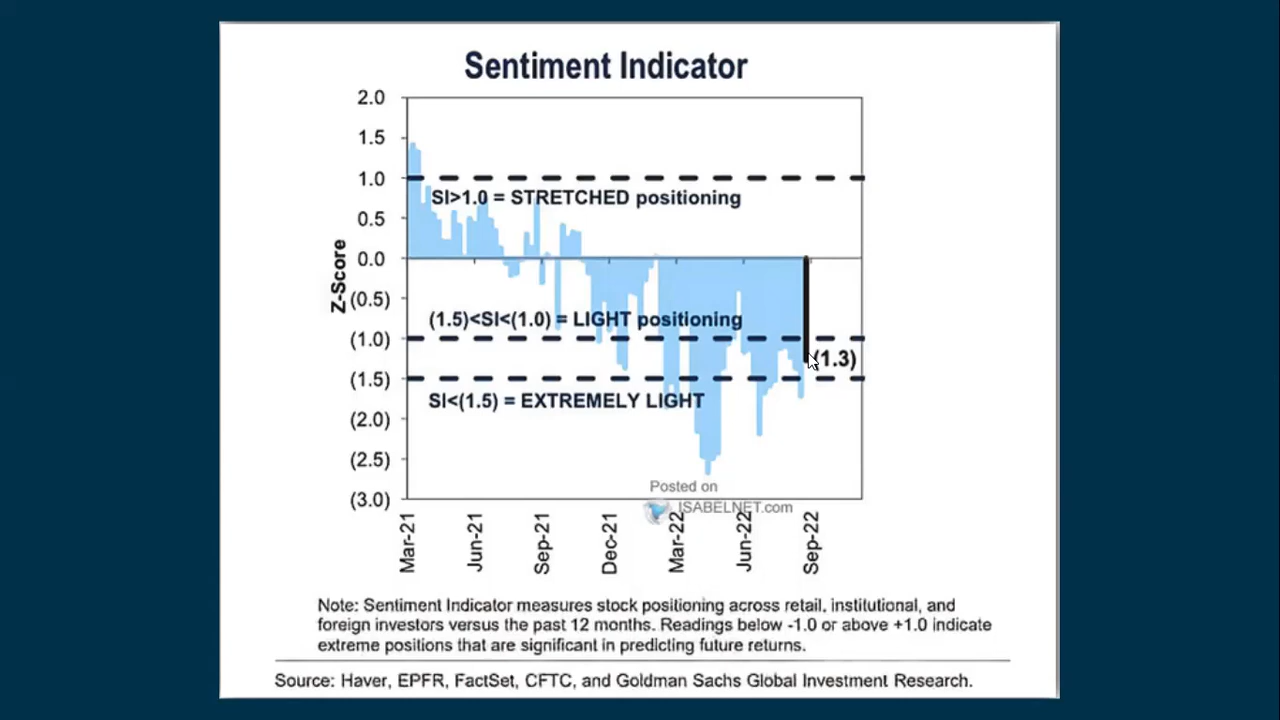 Sentiment Indicator
2.0
1.5
1.0
SI>1.0 = STRETCHED positioning
0.5
0.0
Z-Score
(0.5)
(1.5)<SI<(1.0) = LIGHT positioning
(1.0)
(1.3)
(1.5)
SI<(1.5) = EXTREMELY LIGHT
(2.0)
(2.5)
Posted on
(3.0)
ISABELNET.com
Mar-21
Jun-21
Sep-21
Dec-21
Mar-22
Jun-22
Sep-22
Note: Sentiment Indicator measures stock positioning across retail, institutional, and
foreign investors versus the past 12 months. Readings below -1.0 or above +1.0 indicate
extreme positions that are significant in predicting future returns.
Source: Haver, EPFR, FactSet, CFTC, and Goldman Sachs Global Investment Research.